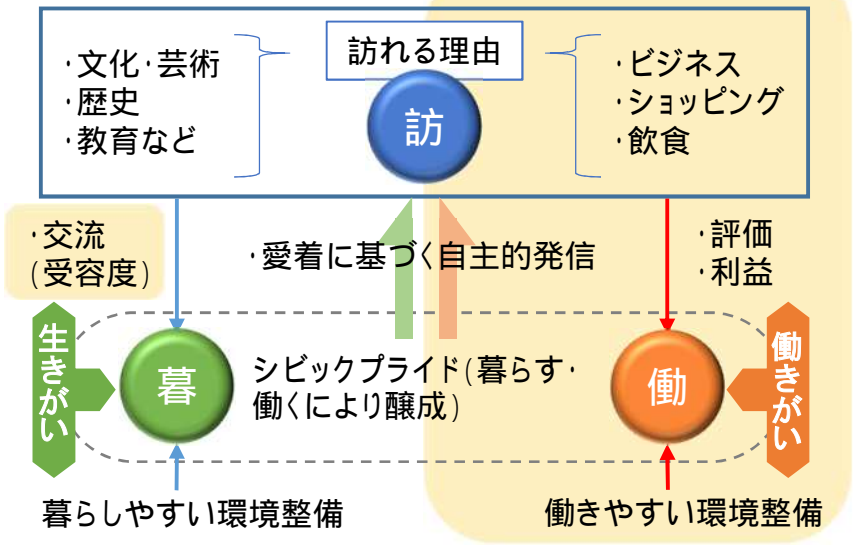 訪れる理由
・文化・芸術
・歴史
・教育など
訪
・ビジネス
・ショッピング
・飲食
・交流
(受容度)
・愛着に基づく自主的発信
・評価
・利益
生きがい
暮
シビックプライド(暮らす・
働くにより醸成)
働
働きがい
暮らしやすい環境整備
働きやすい環境整備